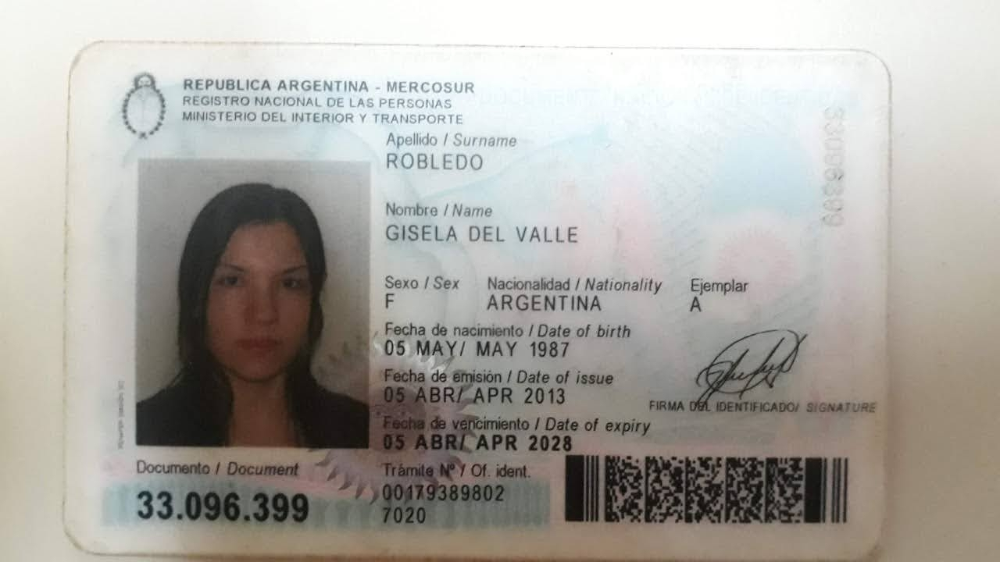 REPUBLICA ARGENTINA - MERCOSUR
REGISTRO NACIONAL DE LAS PERSONAS
MINISTERIO DEL INTERIOR Y TRANSPORTE
Apellido / Surname
ROBLEDO
Nombre / Name
GISELA DEL VALLE
Sexo / Sex Nacionalidad / Nationality Ejemplar
F ARGENTINA A
Fecha de nacimiento / Date of birth
05 MAY/ MAY 1987
Fecha de emisión / Date of issue
05 ABR/ APR 2013
FIRMA DEL IDENTIFICADO/ SIGNATURE
Fecha de vencimiento / Date of expiry
05 ABR/ APR 2028
Documento / Document
33.096.399
Trámite Nº / Of. ident.
00179389802
7020
33096399